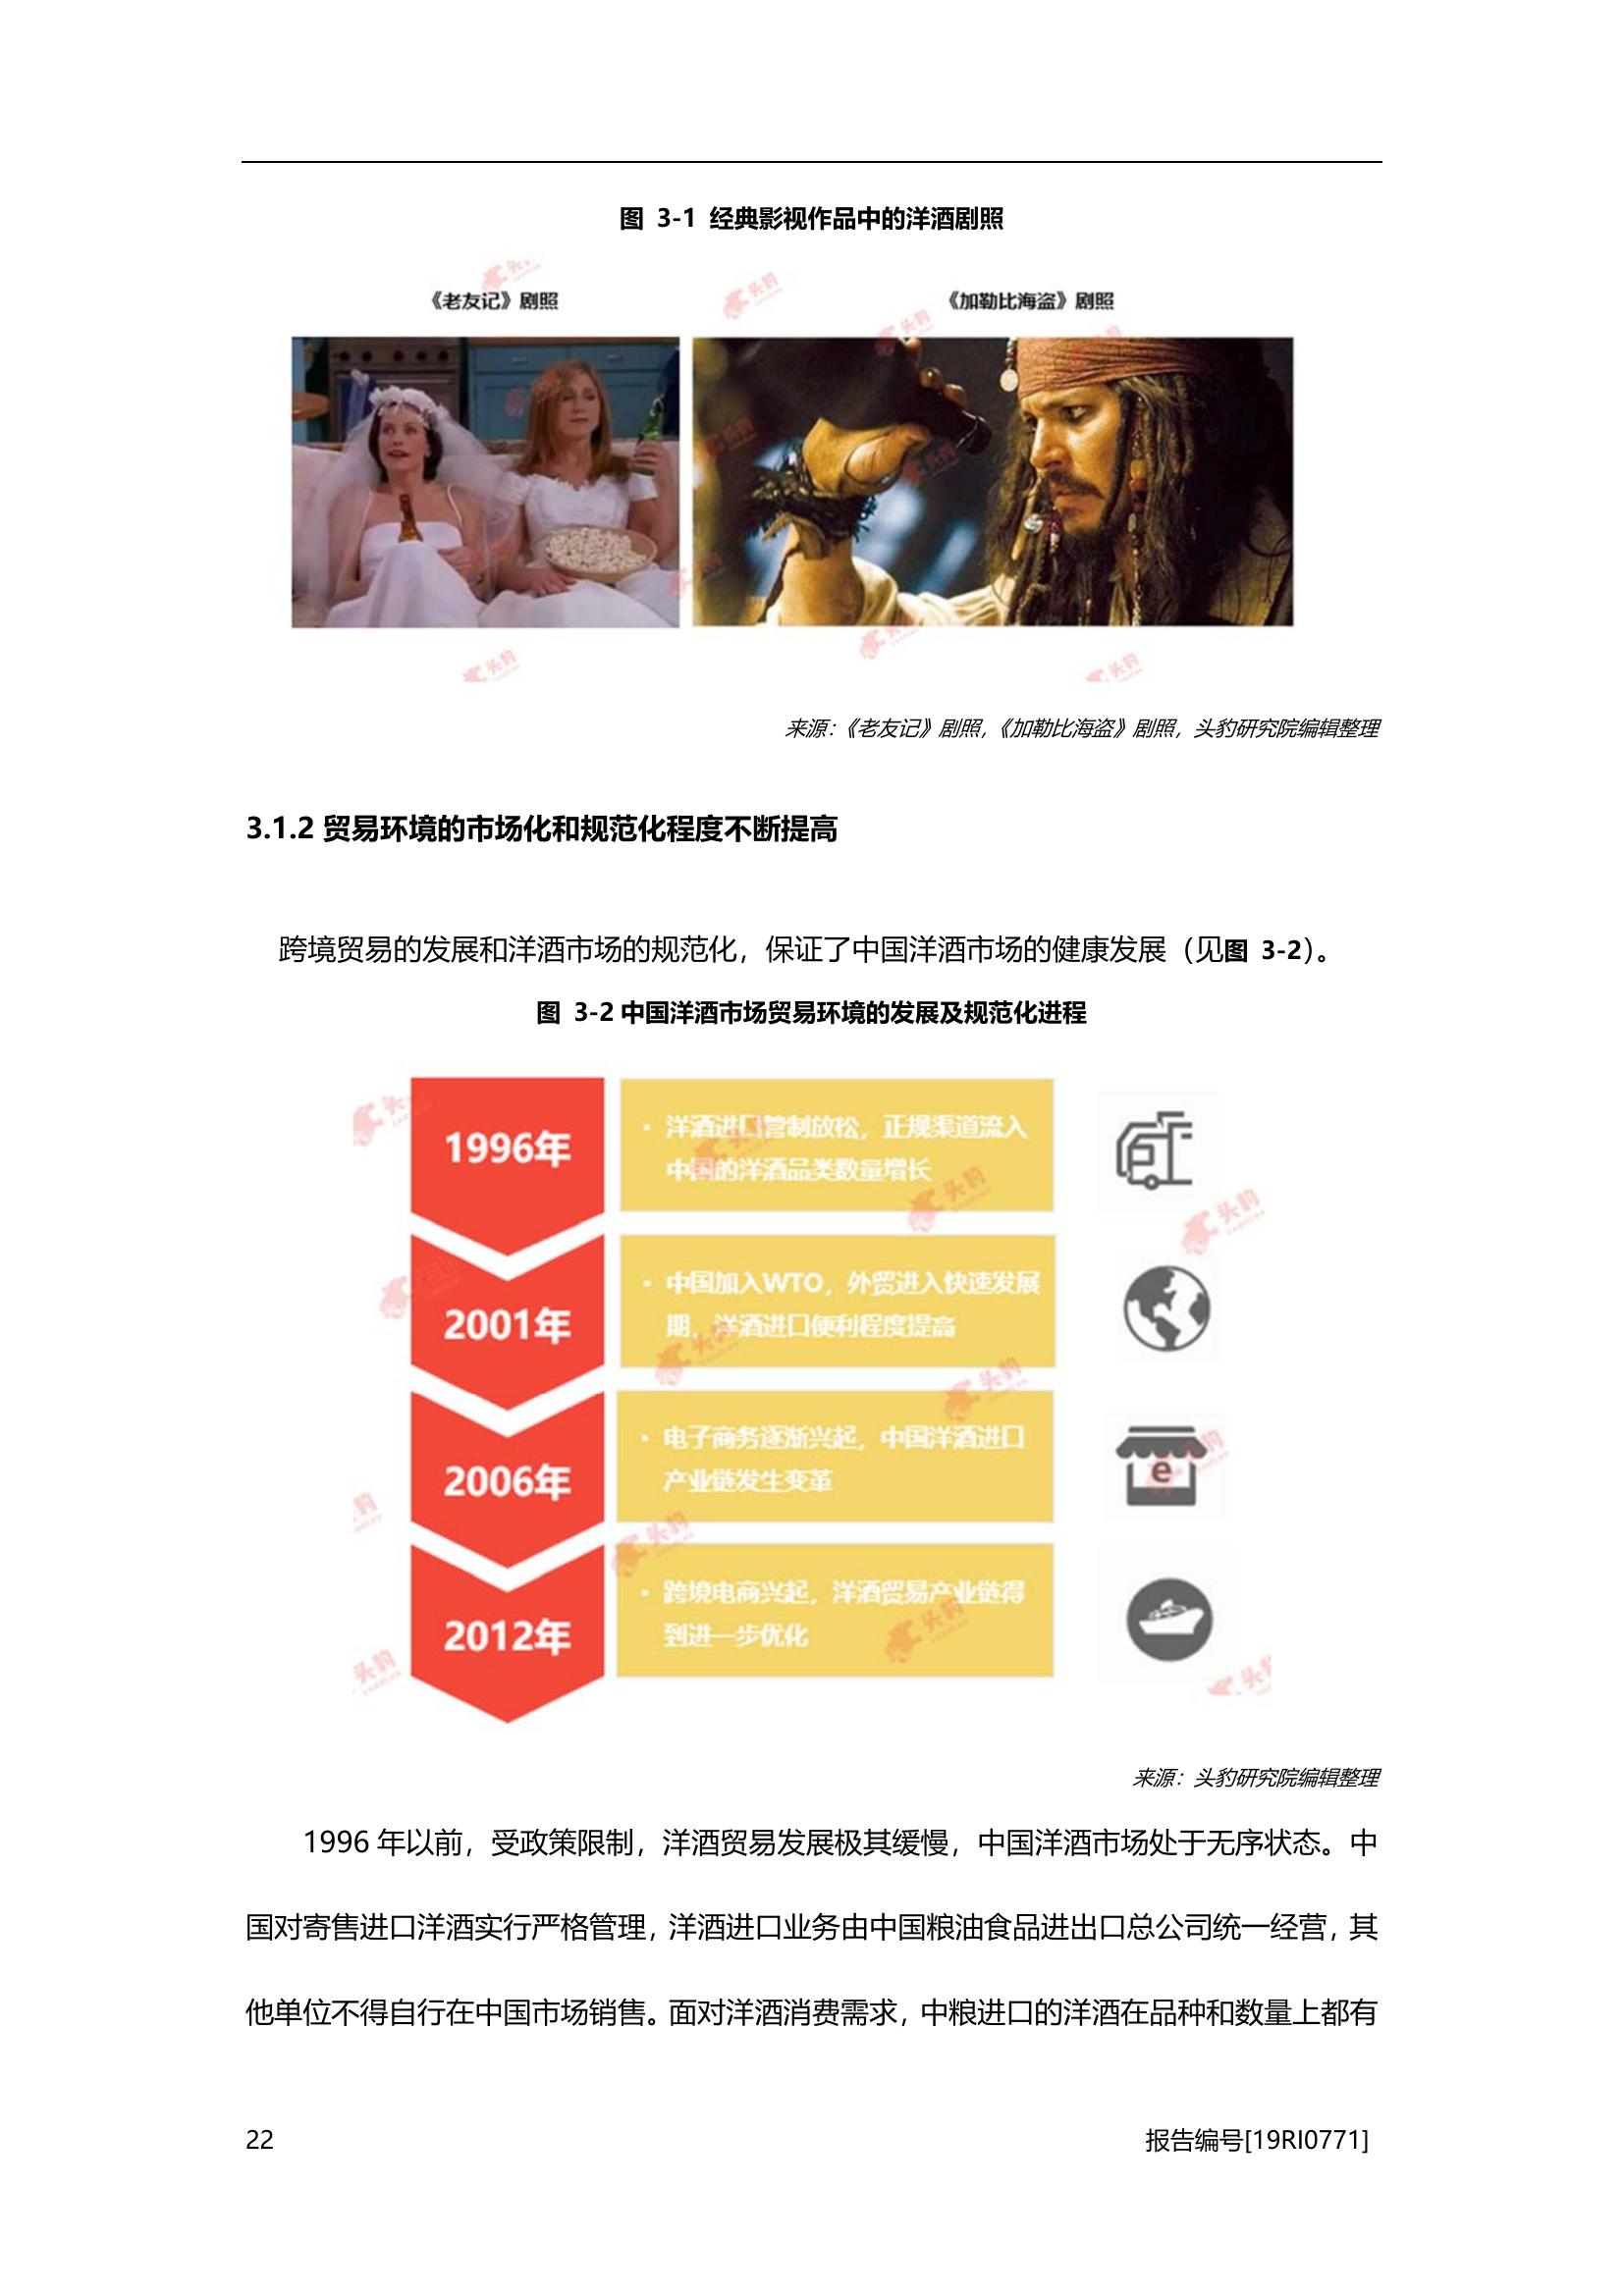 图 3-1 经典影视作品中的洋酒剧照
《老友记》剧照
《加勒比海盗》剧照
来源：《老友记》剧照，《加勒比海盗》剧照，头豹研究院编辑整理
3.1.2 贸易环境的市场化和规范化程度不断提高
跨境贸易的发展和洋酒市场的规范化，保证了中国洋酒市场的健康发展（见图 3-2）。
图 3-2 中国洋酒市场贸易环境的发展及规范化进程
1996年
• 洋酒进口管制放松，正规渠道流入
中国的洋酒品类数量增长
2001年
• 中国加入WTO，外贸进入快速发展
期，洋酒进口便利程度提高
2006年
• 电子商务逐渐兴起，中国洋酒进口
产业链发生变革
e
2012年
• 跨境电商兴起，洋酒贸易产业链得
到进一步优化
头豹
来源：头豹研究院编辑整理
1996 年以前，受政策限制，洋酒贸易发展极其缓慢，中国洋酒市场处于无序状态。中
国对寄售进口洋酒实行严格管理，洋酒进口业务由中国粮油食品进出口总公司统一经营，其
他单位不得自行在中国市场销售。面对洋酒消费需求，中粮进口的洋酒在品种和数量上都有
22
报告编号[19RI0771]